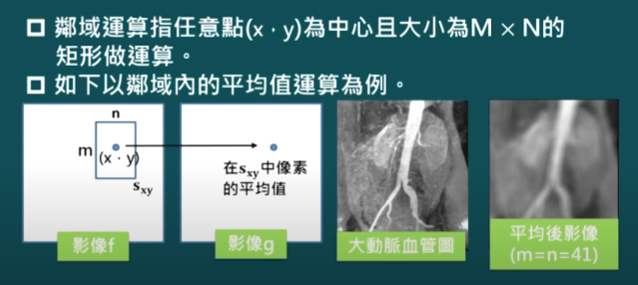 鄰域運算指任意點(x,y)為中心且大小為M × N的
矩形做運算。
如下以鄰域內的平均值運算為例。
n
m
(x,y)
sxy
影像f
在sxy中像素
的平均值
影像g
大動脈血管圖
平均後影像
(m=n=41)